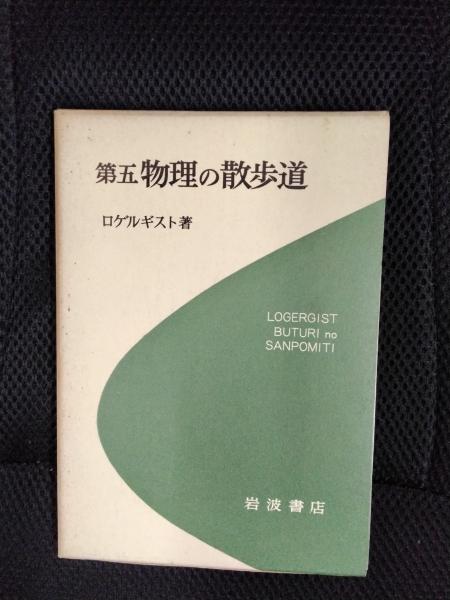 第五 物理の散歩道
ロゲルギスト著
LOGERGIST
BUTURI no
SANPOMITI
岩波書店